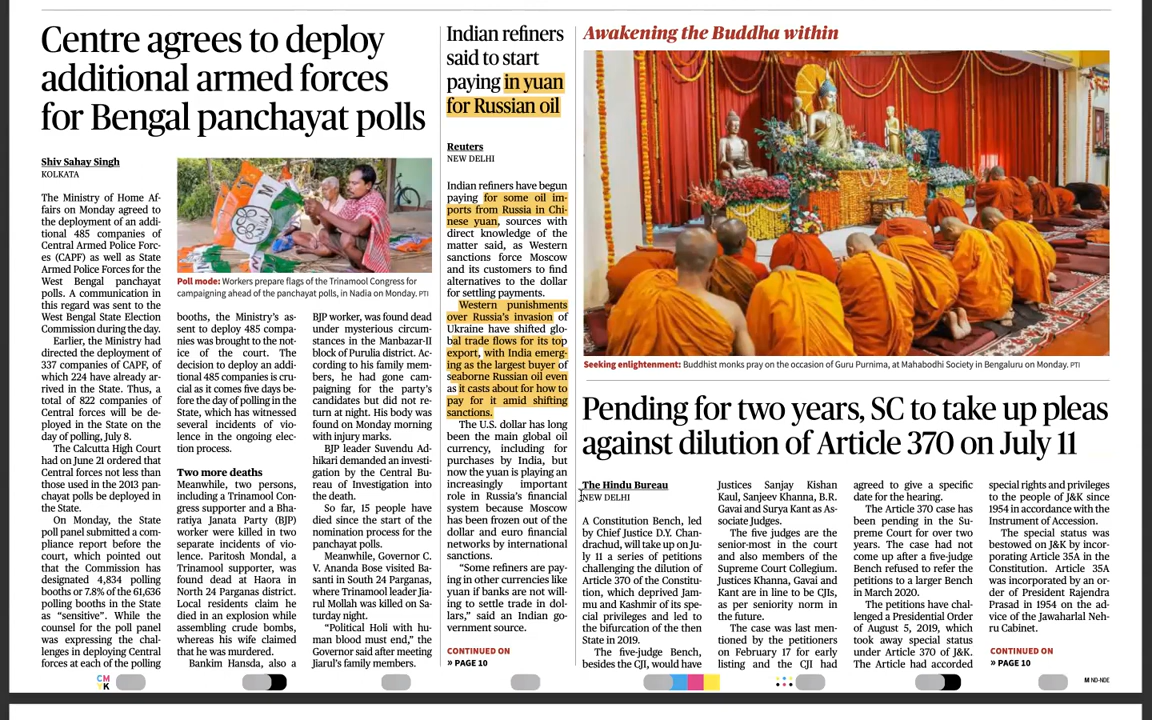 Centre agrees to deploy
additional armed forces
for Bengal panchayat polls
Shiv Sahay Singh
KOLKATA
The Ministry of Home Af-
fairs on Monday agreed to
the deployment of an addi-
tional 485 companies of
Central Armed Police Forc-
es (CAPF) as well as State
Armed Police Forces for the
West Bengal panchayat
polls. A communication in
this regard was sent to the
West Bengal State Election
Commission during the day.
Earlier, the Ministry had
directed the deployment of
337 companies of CAPF, of
which 224 have already ar-
rived in the State. Thus, a
total of 822 companies of
Central forces will be de-
ployed in the State on the
day of polling, July 8.
The Calcutta High Court
had on June 21 ordered that
Central forces not less than
those used in the 2013 pan-
chayat polls be deployed in
the State.
On Monday, the State
poll panel submitted a com-
pliance report before the
court, which pointed out
that the Commission has
designated 4,834 polling
booths or 7.8% of the 61,636
polling booths in the State
as “sensitive”. While the
counsel for the poll panel
was expressing the chal-
lenges in deploying Central
forces at each of the polling
Poll mode: Workers prepare flags of the Trinamool Congress for
campaigning ahead of the panchayat polls, in Nadia on Monday. PTI
booths, the Ministry’s as-
sent to deploy 485 compa-
nies was brought to the not-
ice of the court. The
decision to deploy an addi-
tional 485 companies is cru-
cial as it comes five days be-
fore the day of polling in the
State, which has witnessed
several incidents of vio-
lence in the ongoing elec-
tion process.
Two more deaths
Meanwhile, two persons,
including a Trinamool Con-
gress supporter and a Bha-
ratiya Janata Party (BJP)
worker were killed in two
separate incidents of vio-
lence. Paritosh Mondal, a
Trinamool supporter, was
found dead at Haora in
North 24 Parganas district.
Local residents claim he
died in an explosion while
assembling crude bombs,
whereas his wife claimed
that he was murdered.
Bankim Hansda, also a
BJP worker, was found dead
under mysterious circum-
stances in the Manbazar-II
block of Purulia district. Ac-
cording to his family mem-
bers, he had gone cam-
paigning for the party’s
candidates but did not re-
turn at night. His body was
found on Monday morning
with injury marks.
BJP leader Suvendu Ad-
hikari demanded an investi-
gation by the Central Bu-
reau of Investigation into
the death.
So far, 15 people have
died since the start of the
nomination process for the
panchayat polls.
Meanwhile, Governor C.
V. Ananda Bose visited Ba-
santi in South 24 Parganas,
where Trinamool leader Jia-
rul Mollah was killed on Sa-
turday night.
“Political Holi with hu-
man blood must end,” the
Governor said after meeting
Jiarul’s family members.
Indian refiners
said to start
paying in yuan
for Russian oil
Reuters
NEW DELHI
Indian refiners have begun
paying for some oil im-
ports from Russia in Chi-
nese yuan, sources with
direct knowledge of the
matter said, as Western
sanctions force Moscow
and its customers to find
alternatives to the dollar
for settling payments.
Western punishments
over Russia’s invasion of
Ukraine have shifted glo-
bal trade flows for its top
export, with India emerg-
ing as the largest buyer of
seaborne Russian oil even
as it casts about for how to
pay for it amid shifting
sanctions.
The U.S. dollar has long
been the main global oil
currency, including for
purchases by India, but
now the yuan is playing an
increasingly important
role in Russia’s financial
system because Moscow
has been frozen out of the
dollar and euro financial
networks by international
sanctions.
“Some refiners are pay-
ing in other currencies like
yuan if banks are not will-
ing to settle trade in dol-
lars,” said an Indian go-
vernment source.
CONTINUED ON
» PAGE 10
Awakening the Buddha within
Seeking enlightenment: Buddhist monks pray on the occasion of Guru Purnima, at Mahabodhi Society in Bengaluru on Monday. PTI
Pending for two years, SC to take up pleas
against dilution of Article 370 on July 11
The Hindu Bureau
NEW DELHI
A Constitution Bench, led
by Chief Justice D.Y. Chan-
drachud, will take up on Ju-
ly 11 a series of petitions
challenging the dilution of
Article 370 of the Constitu-
tion, which deprived Jam-
mu and Kashmir of its spe-
cial privileges and led to
the bifurcation of the then
State in 2019.
The five-judge Bench,
besides the CJI, would have
Justices Sanjay Kishan
Kaul, Sanjeev Khanna, B.R.
Gavai and Surya Kant as As-
sociate Judges.
The five judges are the
senior-most in the court
and also members of the
Supreme Court Collegium.
Justices Khanna, Gavai and
Kant are in line to be CJIs,
as per seniority norm in
the future.
The case was last men-
tioned by the petitioners
on February 17 for early
listing and the CJI had
agreed to give a specific
date for the hearing.
The Article 370 case has
been pending in the Su-
preme Court for over two
years. The case had not
come up after a five-judge
Bench refused to refer the
petitions to a larger Bench
in March 2020.
The petitions have chal-
lenged a Presidential Order
of August 5, 2019, which
took away special status
under Article 370 of J&K.
The Article had accorded
special rights and privileges
to the people of J&K since
1954 in accordance with the
Instrument of Accession.
The special status was
bestowed on J&K by incor-
porating Article 35A in the
Constitution. Article 35A
was incorporated by an or-
der of President Rajendra
Prasad in 1954 on the ad-
vice of the Jawaharlal Neh-
ru Cabinet.
CONTINUED ON
» PAGE 10
CM
YK
M ND-NDE